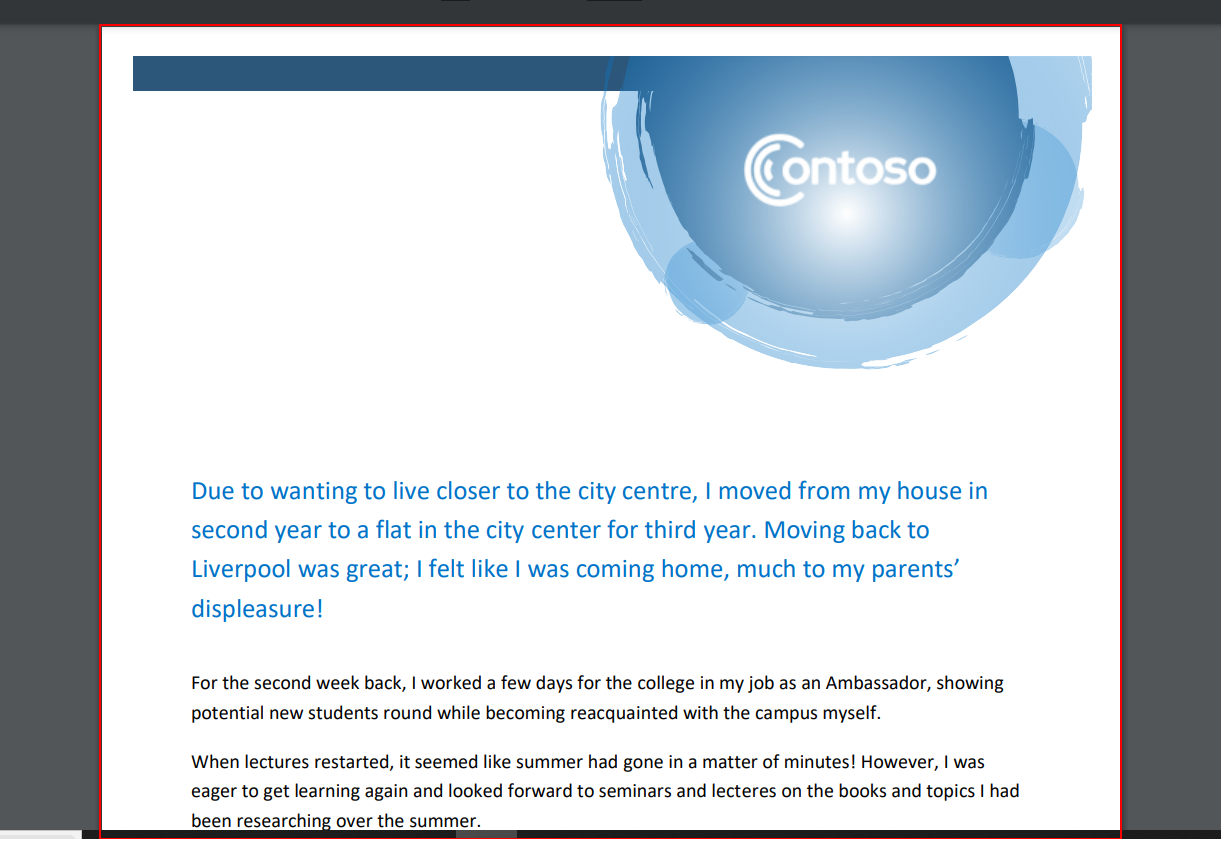 Contoso
Due to wanting to live closer to the city centre, I moved from my house in
second year to a flat in the city center for third year. Moving back to
Liverpool was great; I felt like I was coming home, much to my parents’
displeasure!
For the second week back, I worked a few days for the college in my job as an Ambassador, showing
potential new students round while becoming reacquainted with the campus myself.
When lectures restarted, it seemed like summer had gone in a matter of minutes! However, I was
eager to get learning again and looked forward to seminars and lecteres on the books and topics I had
been researching over the summer.